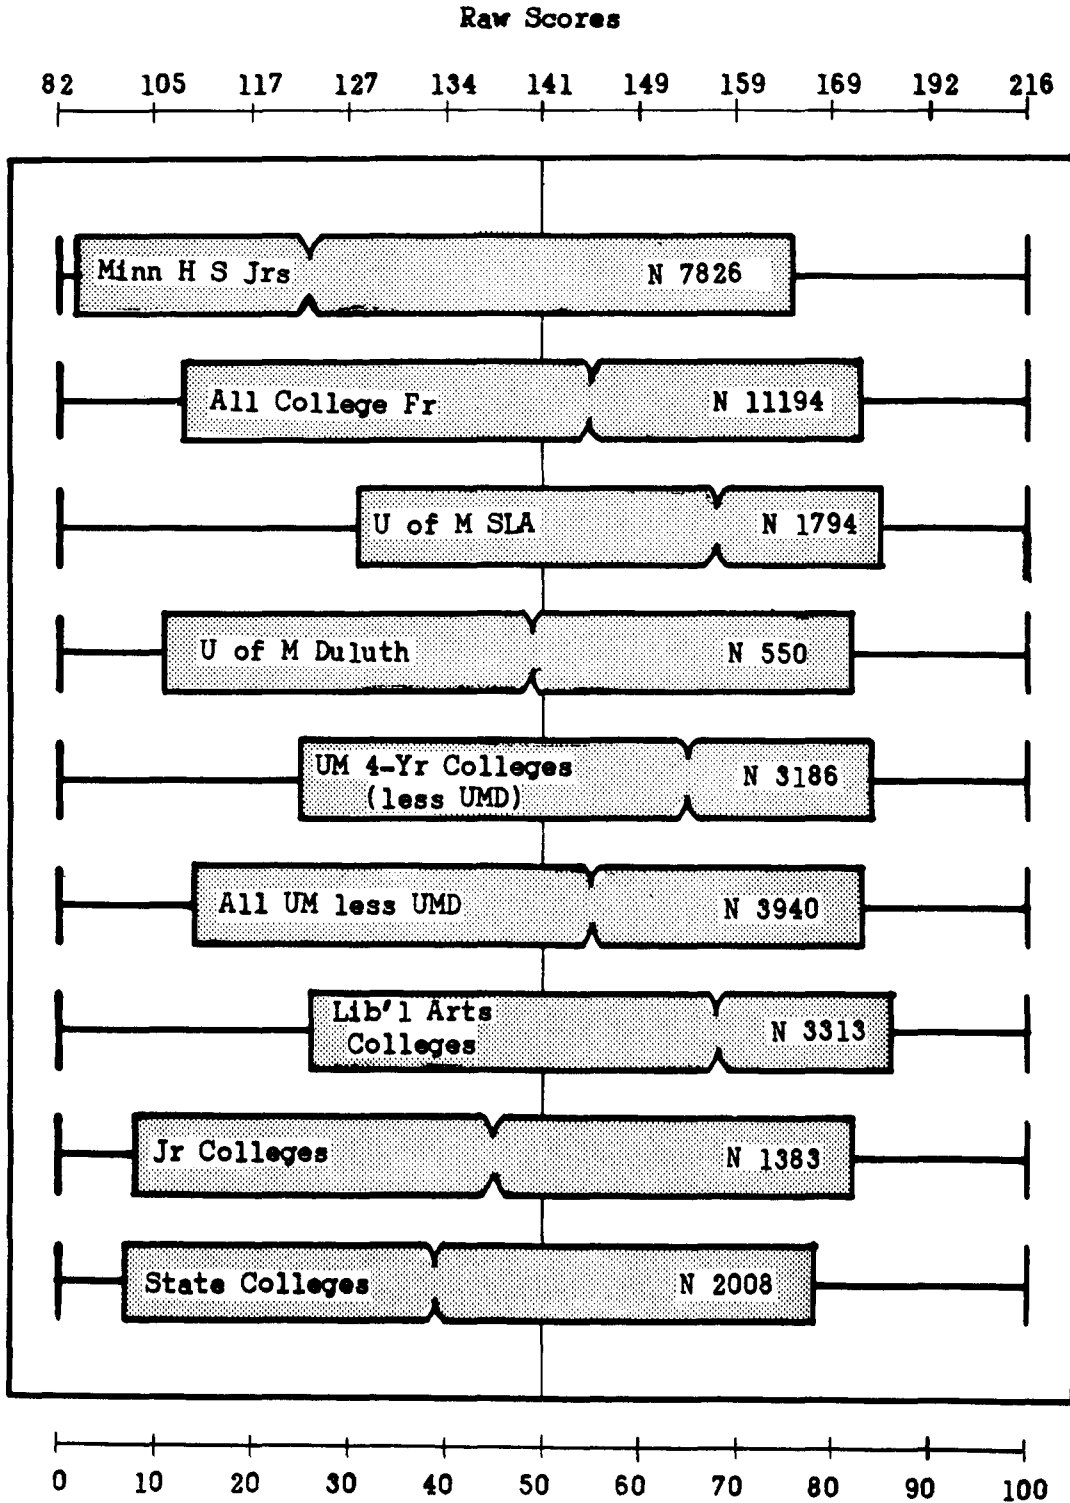 Raw Scores
82 105 117 127 134 141 149 159 169 192 216
Minn H S Jrs N 7826
All College Fr N 11194
U of M SLA N 1794
U of M Duluth N 550
UM 4-Yr Colleges
(less UMD) N 3186
All UM less UMD N 3940
Lib'l Arts
Colleges N 3313
Jr Colleges N 1383
State Colleges N 2008
0 10 20 30 40 50 60 70 80 90 100